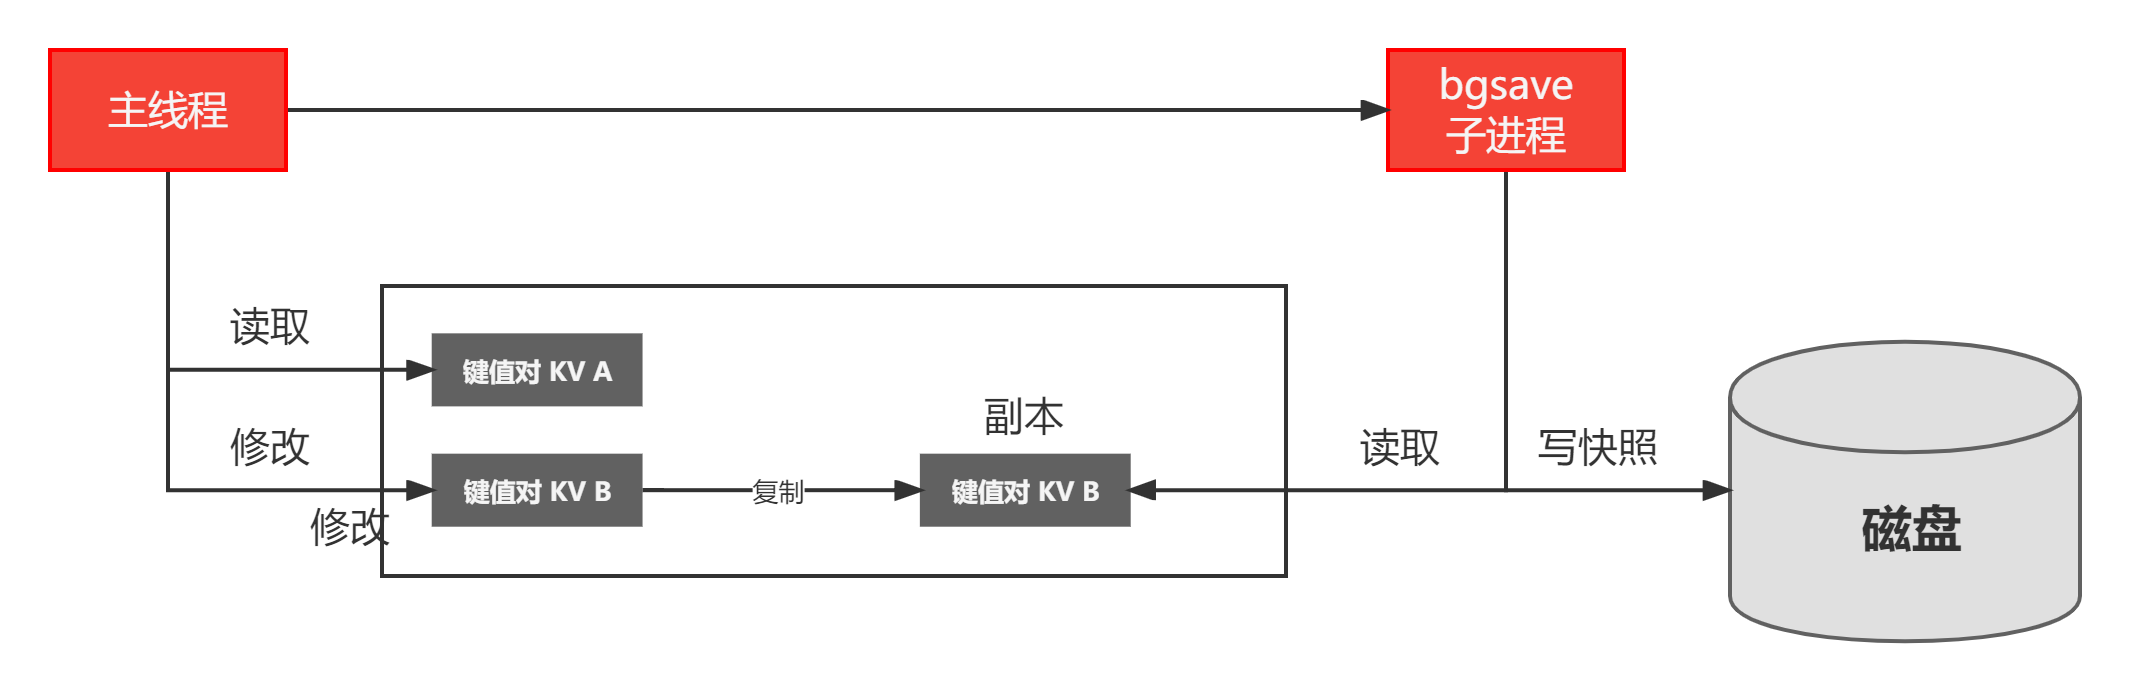 主线程
bgsave
子进程
读取
键值对 KV A
副本
修改
读取
写快照
键值对 KV B
复制
键值对 KV B
修改
磁盘